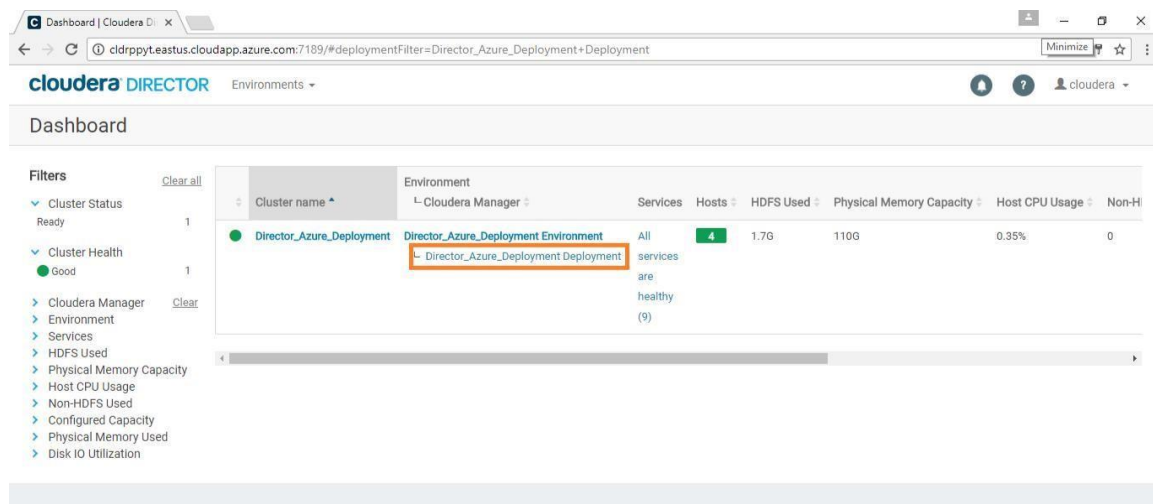 Dashboard | Cloudera Di
cldrppyt.eastus.cloudapp.azure.com:7189/#deploymentFilter=Director_Azure_Deployment+Deployment
Minimize
cloudera DIRECTOR
Environments
?
cloudera
Dashboard
Filters
Clear all
Cluster Status
Ready 1
Cluster Health
Good 1
Cloudera Manager Clear
Environment
Services
HDFS Used
Physical Memory Capacity
Host CPU Usage
Non-HDFS Used
Configured Capacity
Physical Memory Used
Disk IO Utilization
Environment
Cluster name Cloudera Manager Services Hosts HDFS Used Physical Memory Capacity Host CPU Usage Non-H
Director_Azure_Deployment Director_Azure_Deployment Environment All 4 1.7G 110G 0.35% 0
Director_Azure_Deployment Deployment services
are
healthy
(9)